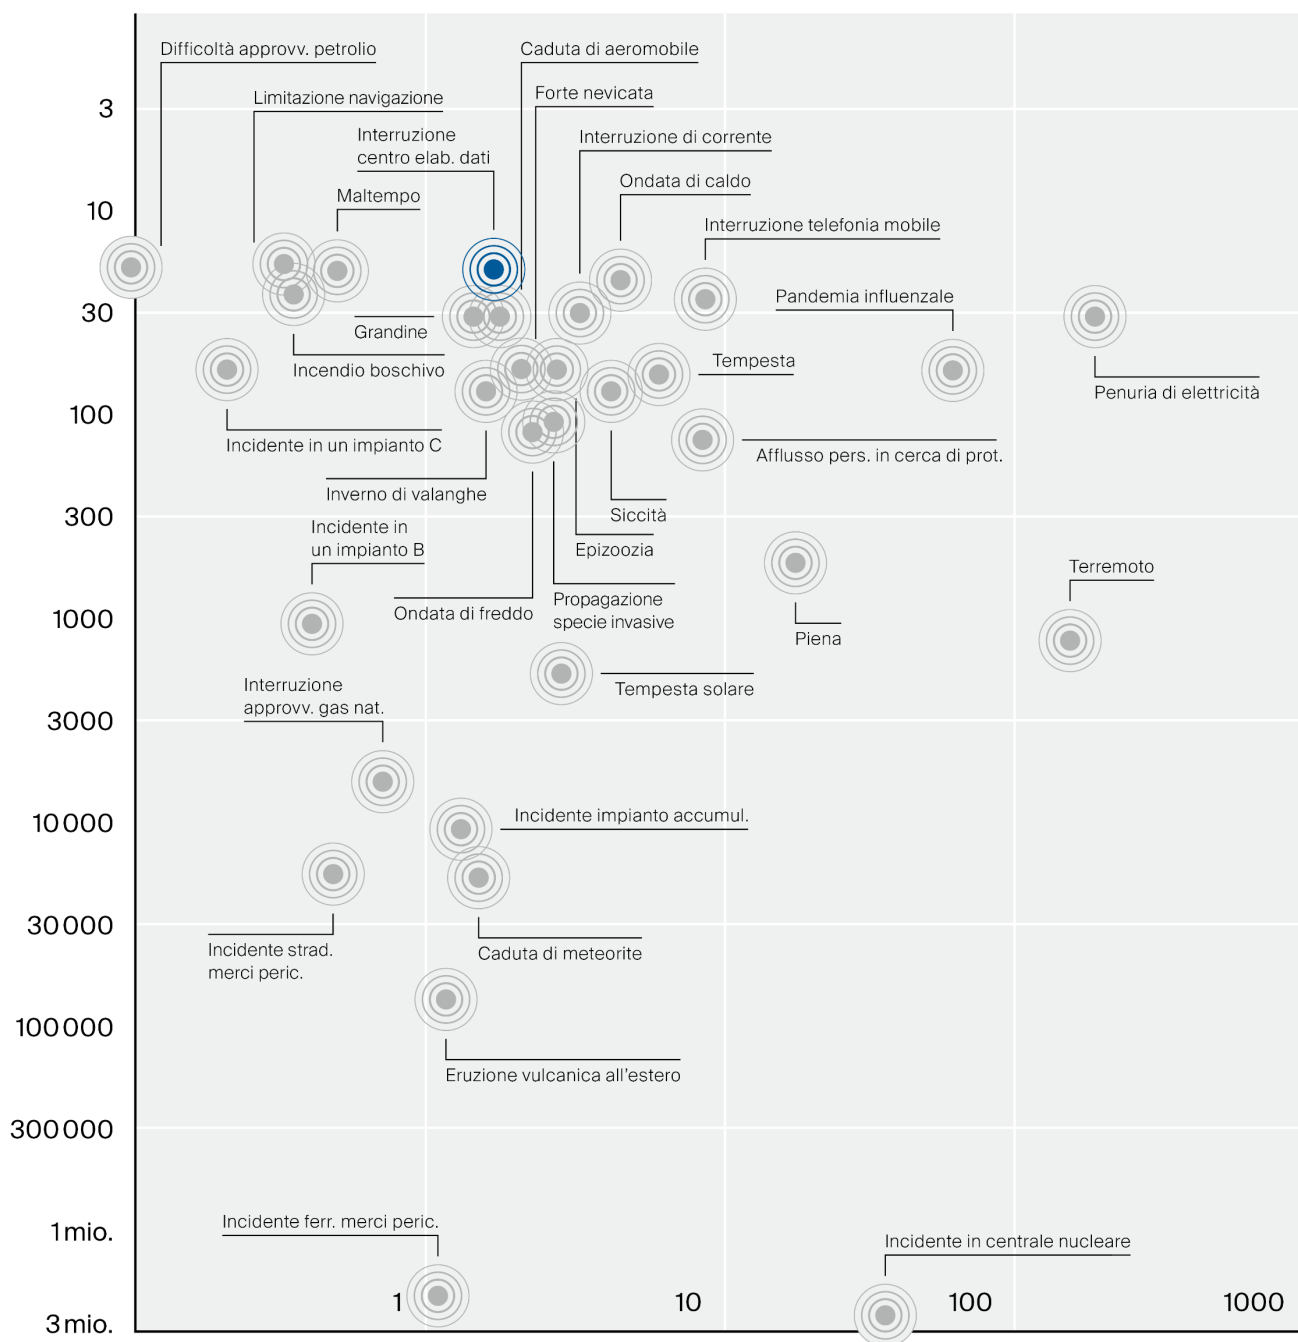 Difficoltà approvv. petrolio
Caduta di aeromobile
Limitazione navigazione
Forte nevicata
3
Interruzione
centro elab. dati
Interruzione di corrente
Ondata di caldo
Maltempo
10
Interruzione telefonia mobile
Pandemia influenzale
30
Grandine
Incendio boschivo
Tempesta
Penuria di elettricità
100
Incidente in un impianto C
Afflusso pers. in cerca di prot.
Inverno di valanghe
300
Siccità
Incidente in
un impianto B
Epizoozia
Terremoto
Propagazione
specie invasive
Ondata di freddo
1000
Piena
Interruzione
approvv. gas nat.
Tempesta solare
3000
10 000
Incidente impianto accumul.
30 000
Incidente strad.
merci peric.
Caduta di meteorite
100 000
Eruzione vulcanica all'estero
300 000
Incidente ferr. merci peric.
1 mio.
Incidente in centrale nucleare
1
10
100
1000
3 mio.